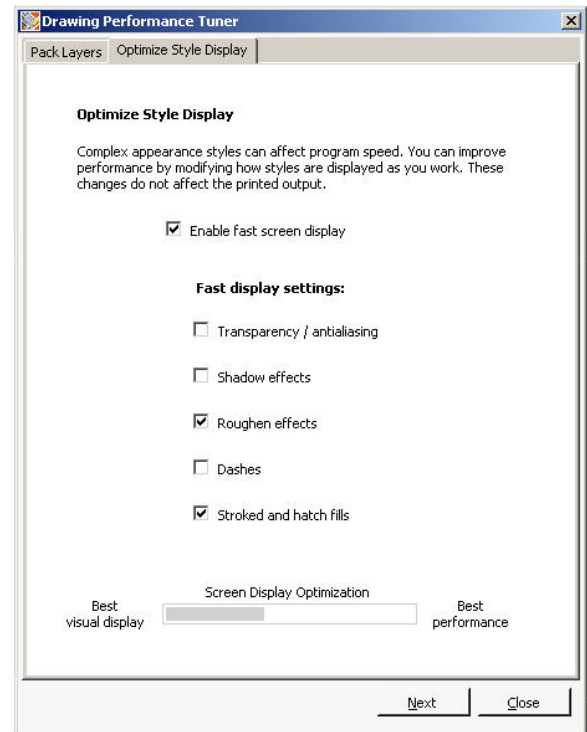 Drawing Performance Tuner
Pack Layers
Optimize Style Display
Optimize Style Display
Complex appearance styles can affect program speed. You can improve
performance by modifying how styles are displayed as you work. These
changes do not affect the printed output.
Enable fast screen display
Fast display settings:
Transparency / antialiasing
Shadow effects
Roughen effects
Dashes
Stroked and hatch fills
Screen Display Optimization
Best
visual display
Best
performance
Next
Close